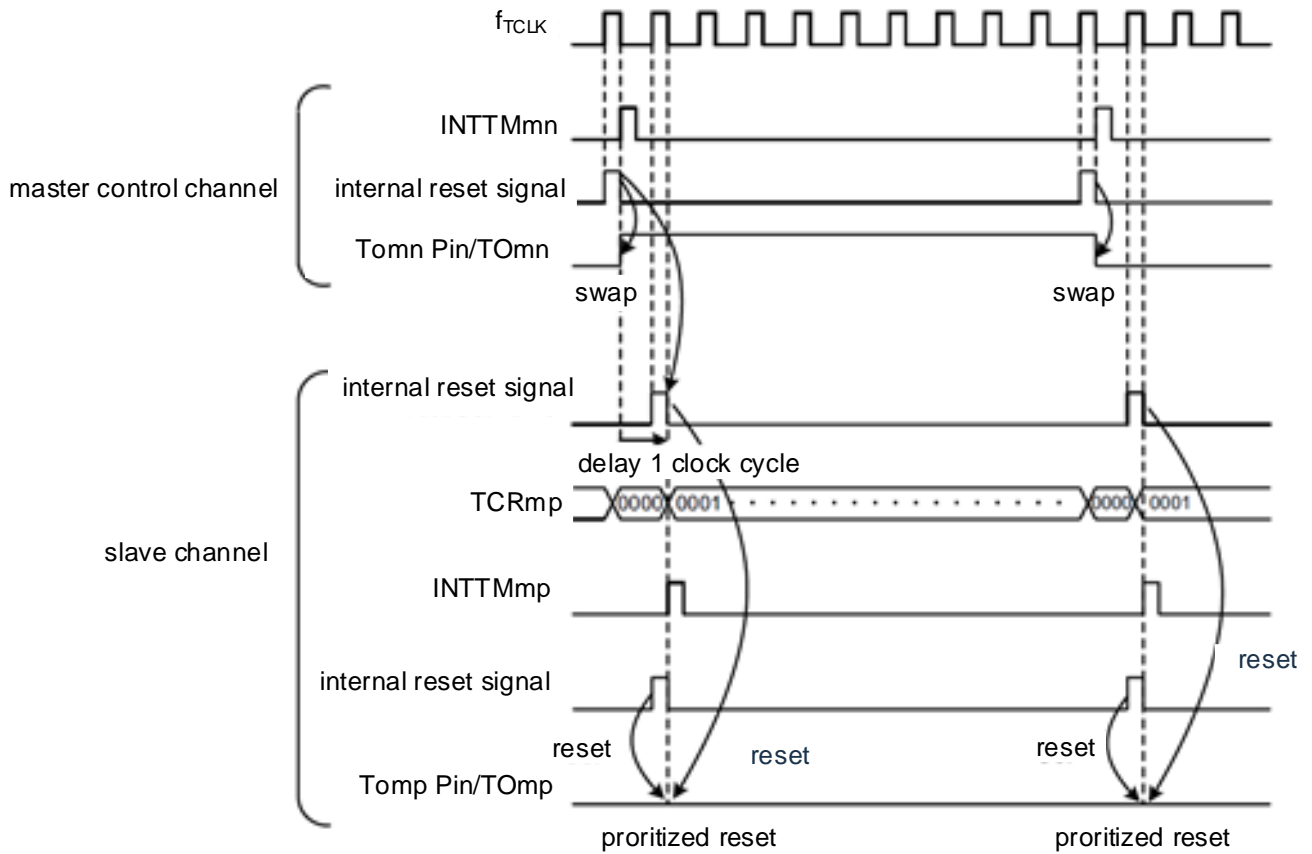 fTCLK
INTTMmn
master control channel
internal reset signal
Tomn Pin/TOmn
swap
swap
internal reset signal
delay 1 clock cycle
TCRmp
0000
0001
0000
0001
slave channel
INTTMmp
reset
internal reset signal
reset
reset
reset
Tomp Pin/TOmp
proritized reset
proritized reset